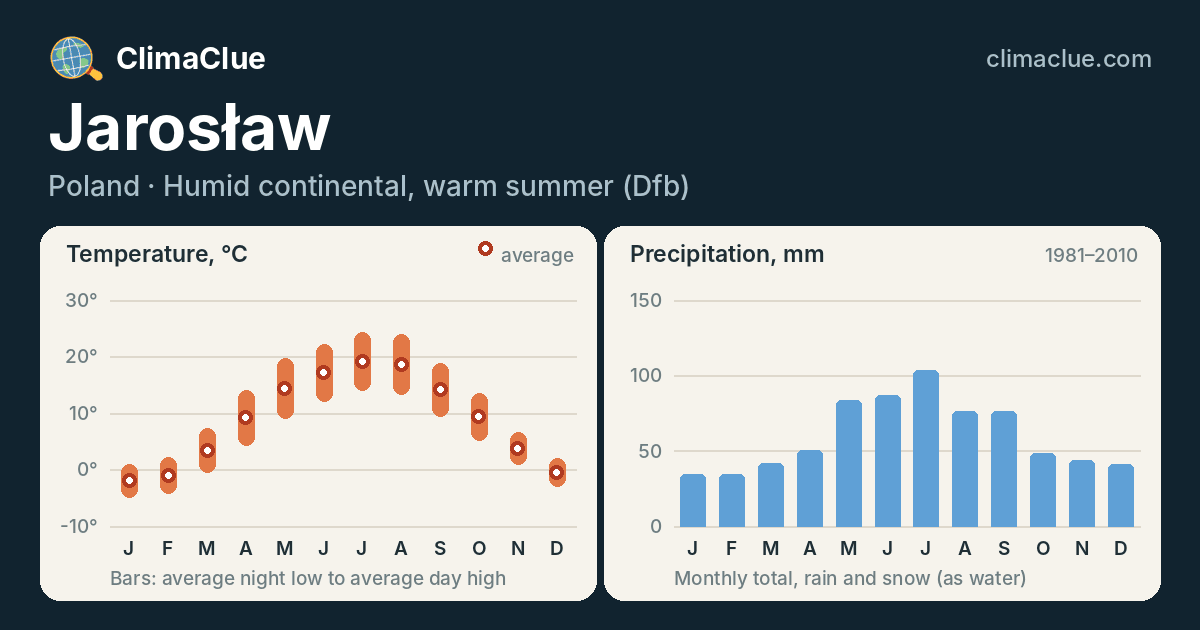 ClimaClue
climaclue.com
Jarosław
Poland · Humid continental, warm summer (Dfb)
Temperature, °C
average
30°
20°
10°
0°
-10°
J F M A M J J A S O N D
Bars: average night low to average day high
Precipitation, mm
1981–2010
150
100
50
0
J F M A M J J A S O N D
Monthly total, rain and snow (as water)